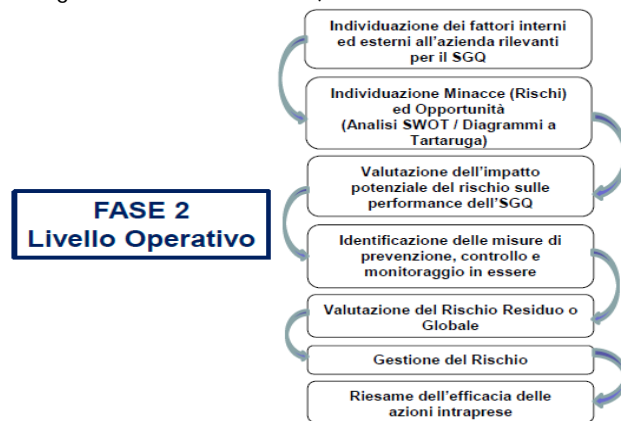 Individuazione dei fattori interni
ed esterni all'azienda rilevanti
per il SGQ
Individuazione Minacce (Rischi)
ed Opportunità
(Analisi SWOT / Diagrammi a
Tartaruga)
Valutazione dell'impatto
potenziale del rischio sulle
performance dell'SGQ
FASE 2
Livello Operativo
Identificazione delle misure di
prevenzione, controllo e
monitoraggio in essere
Valutazione del Rischio Residuo o
Globale
Gestione del Rischio
Riesame dell'efficacia delle
azioni intraprese